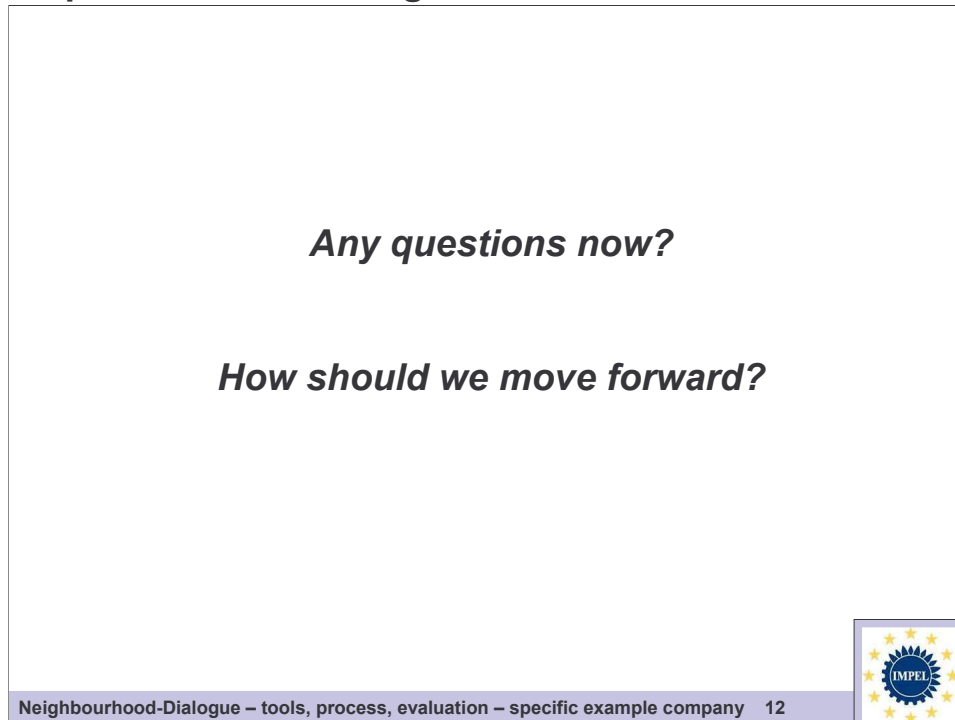 Any questions now?
How should we move forward?
IMPEL
Neighbourhood-Dialogue – tools, process, evaluation – specific example company 12